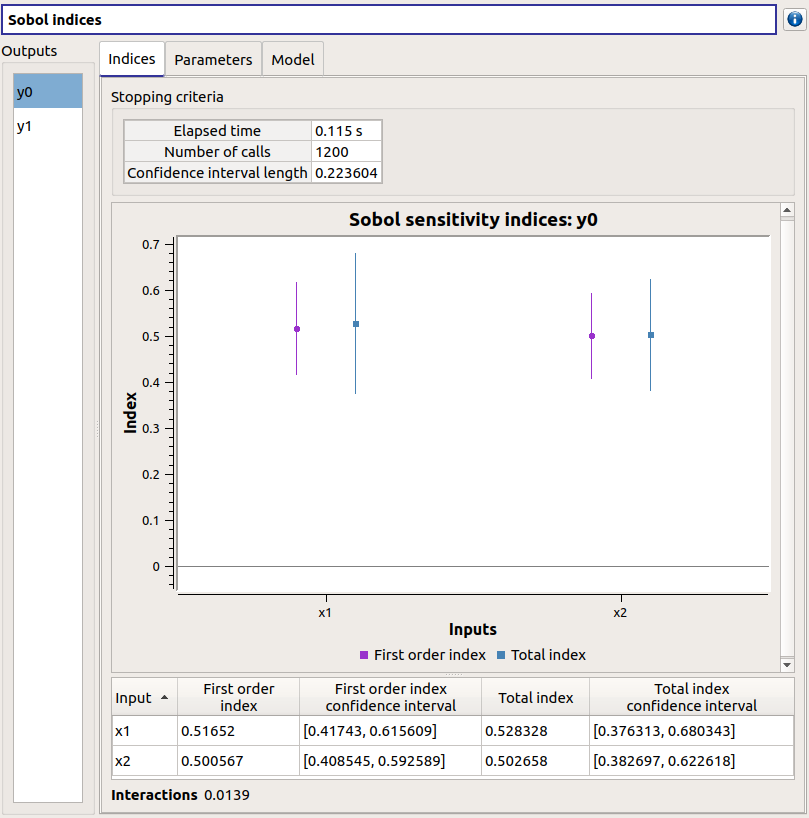 Sobol indices
Outputs
y0
y1
Indices Parameters Model
Stopping criteria
Elapsed time 0.115 s
Number of calls 1200
Confidence interval length 0.223604
Sobol sensitivity indices: y0
0.7
0.6
0.5
0.4
0.3
0.2
0.1
0
Index
x1 x2
Inputs
First order index Total index
Input First order index First order index confidence interval Total index Total index confidence interval
x1 0.51652 [0.41743, 0.615609] 0.528328 [0.376313, 0.680343]
x2 0.500567 [0.408545, 0.592589] 0.502658 [0.382697, 0.622618]
Interactions 0.0139